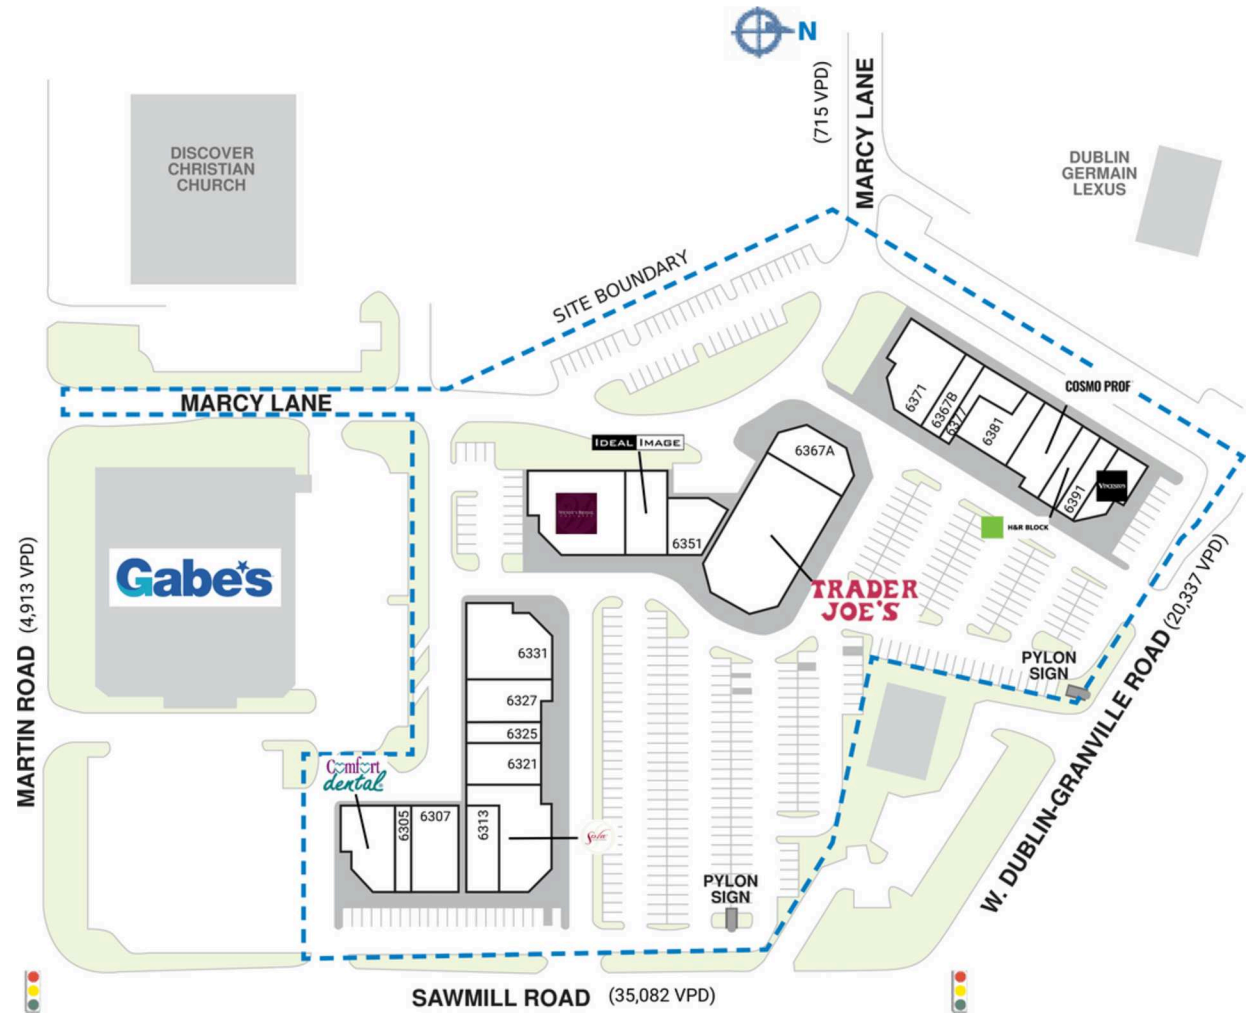 N
(715 VPD)
MARCY LANE
DISCOVER
CHRISTIAN
CHURCH
DUBLIN
GERMAIN
LEXUS
SITE BOUNDARY
MARCY LANE
COSMO PROF
6371
6367B
6377
6381
6391
H&R BLOCK
IDEAL IMAGE
6367A
6351
TRADER
JOE'S
Gabe's
MARTIN ROAD (4,913 VPD)
6331
6327
6325
6321
6313
Comfort
dental
6305
6307
PYLON
SIGN
PYLON
SIGN
W. DUBLIN-GRANVILLE ROAD (20,337 VPD)
SAWMILL ROAD (35,082 VPD)